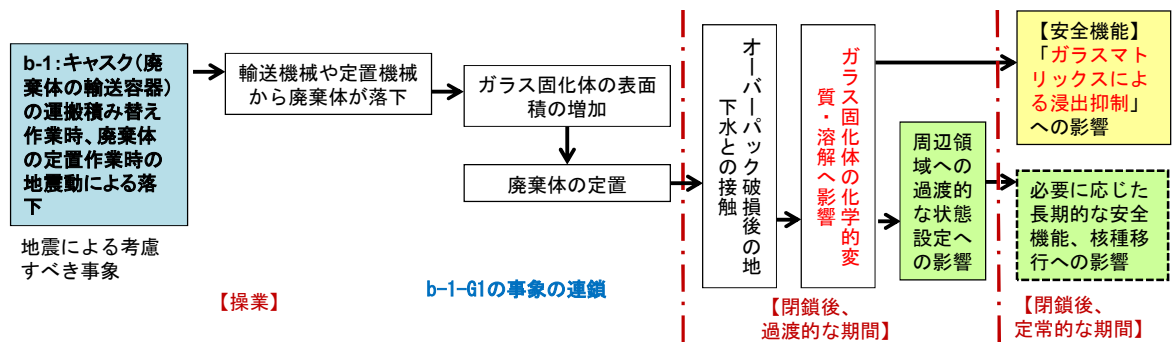 b-1:キャスク(廃
棄体の輸送容器)
の運搬積み替え
作業時、廃棄体
の定置作業時の
地震動による落
下
地震による考慮
すべき事象
輸送機械や定置機械
から廃棄体が落下
ガラス固化体の表面
積の増加
廃棄体の定置
b-1-G1の事象の連鎖
【操業】
オーバーパック破損後の地
下水との接触
ガラス固化体の化学的変
質・溶解へ影響
周辺領
域への
過渡的
な状態
設定へ
の影響
【閉鎖後、
過渡的な期間】
【安全機能】
「ガラスマト
リックスによ
る浸出抑制」
への影響
必要に応じた
長期的な安全
機能、核種移
行への影響
【閉鎖後、
定常的な期間】